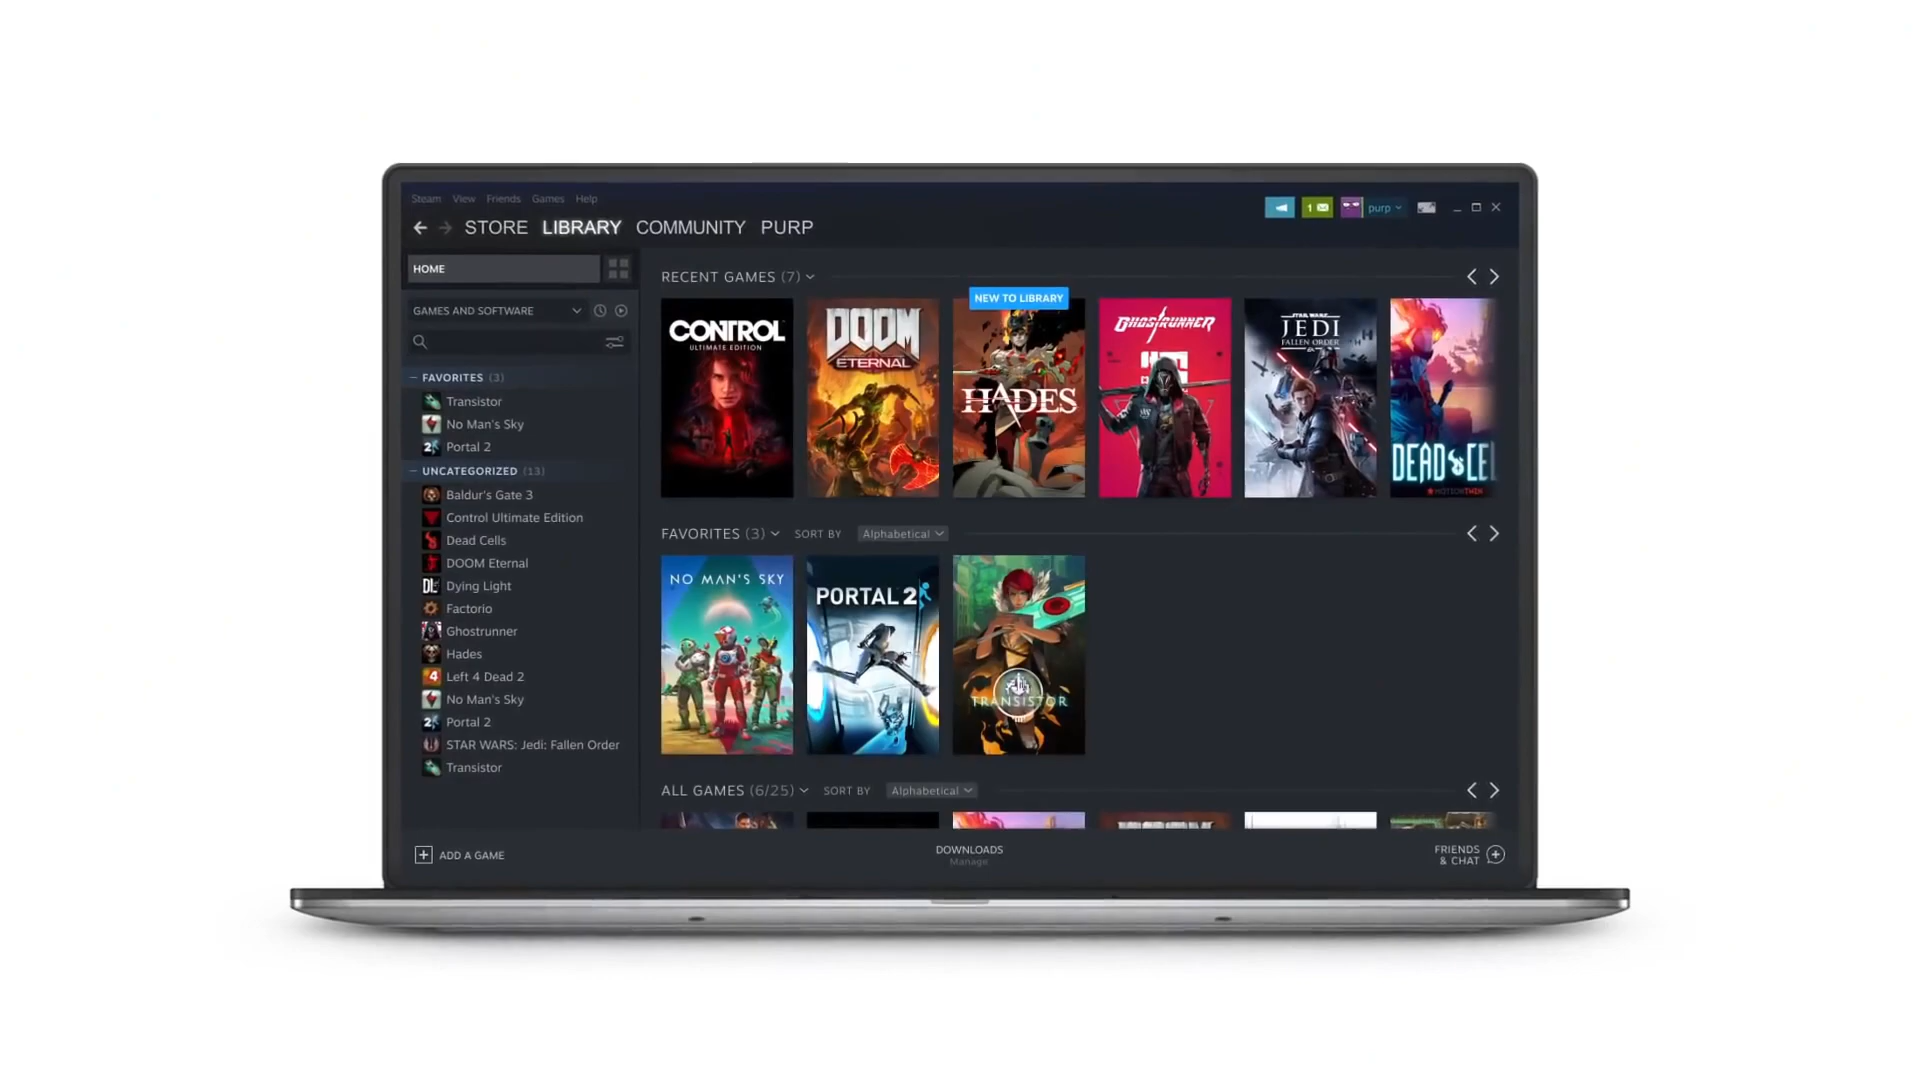 Steam View Friends Games Help
1 purp
STORE LIBRARY COMMUNITY PURP
HOME
GAMES AND SOFTWARE
FAVORITES (3)
Transistor
No Man's Sky
Portal 2
UNCATEGORIZED (13)
Baldur's Gate 3
Control Ultimate Edition
Dead Cells
DOOM Eternal
Dying Light
Factorio
Ghostrunner
Hades
Left 4 Dead 2
No Man's Sky
Portal 2
STAR WARS: Jedi: Fallen Order
Transistor
RECENT GAMES (7)
CONTROL
ULTIMATE EDITION
DOOM
ETERNAL
NEW TO LIBRARY
HADES
GHOSTRUNNER
STAR WARS
JEDI
FALLEN ORDER
DEAD CEL
MOTION TWIN
FAVORITES (3) SORT BY Alphabetical
NO MAN'S SKY
PORTAL 2
TRANSISTOR
ALL GAMES (6/25) SORT BY Alphabetical
+ ADD A GAME
DOWNLOADS
Manage
FRIENDS
& CHAT